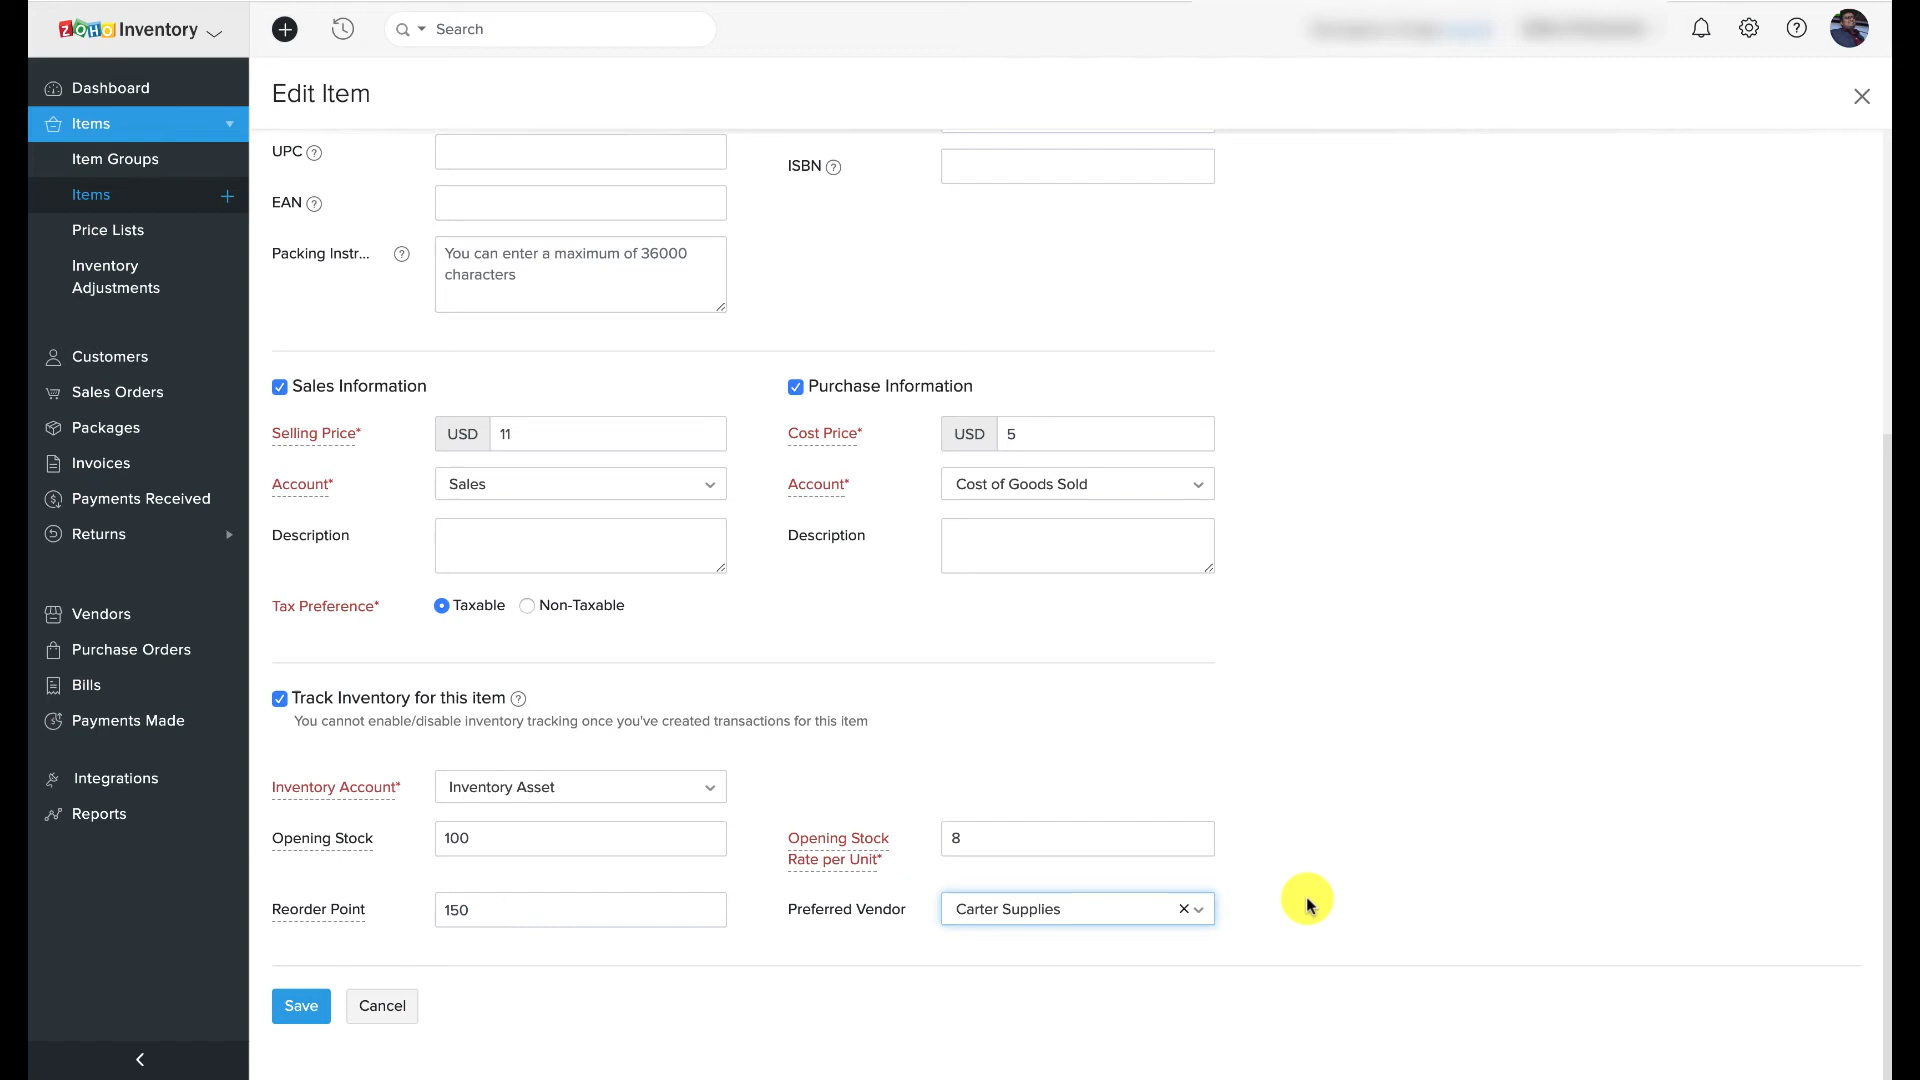 ZOHO Inventory
Search
Dashboard
Items
Item Groups
Items
Price Lists
Inventory
Adjustments
Customers
Sales Orders
Packages
Invoices
Payments Received
Returns
Vendors
Purchase Orders
Bills
Payments Made
Integrations
Reports
Edit Item
UPC
ISBN
EAN
Packing Instr...
You can enter a maximum of 36000
characters
Sales Information
Purchase Information
Selling Price* USD 11
Cost Price* USD 5
Account* Sales
Account* Cost of Goods Sold
Description
Description
Tax Preference* Taxable Non-Taxable
Track Inventory for this item
You cannot enable/disable inventory tracking once you've created transactions for this item
Inventory Account* Inventory Asset
Opening Stock 100
Opening Stock
Rate per Unit*
8
Reorder Point 150
Preferred Vendor Carter Supplies
Save Cancel